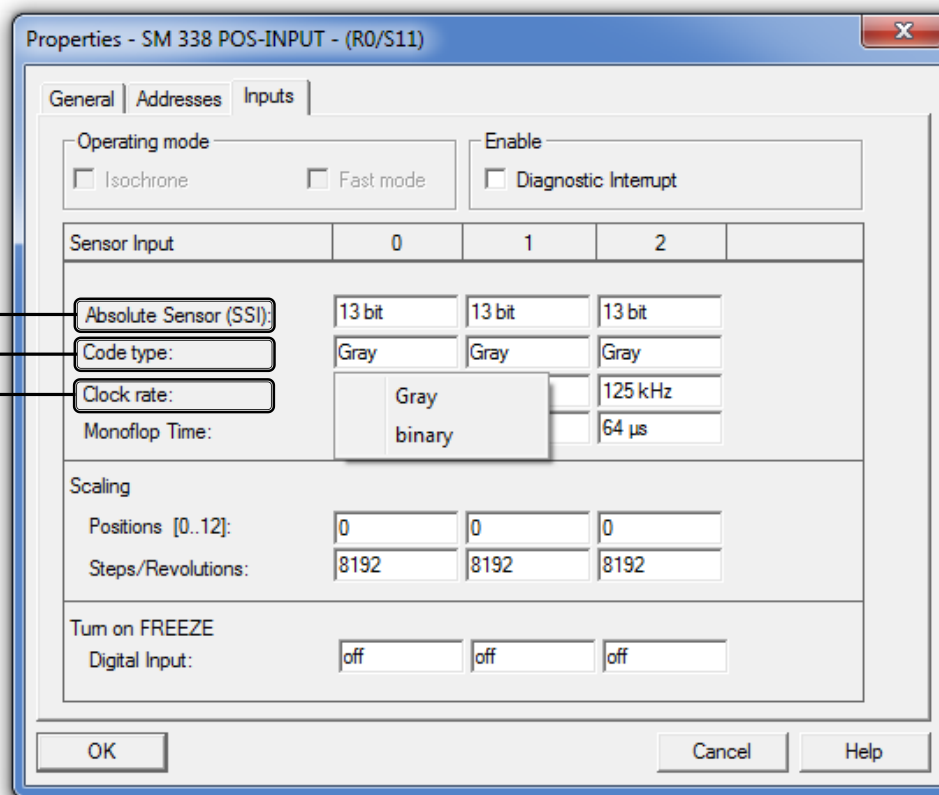 Properties - SM 338 POS-INPUT - (R0/S11)
General Addresses Inputs
Operating mode
Isochrone Fast mode
Enable
Diagnostic Interrupt
Sensor Input 0 1 2
Absolute Sensor (SSI): 13 bit 13 bit 13 bit
Code type: Gray Gray Gray
Clock rate: 125 kHz
Monoflop Time: 64 µs
Gray
binary
Scaling
Positions [0..12]: 0 0 0
Steps/Revolutions: 8192 8192 8192
Turn on FREEZE
Digital Input: off off off
OK Cancel Help